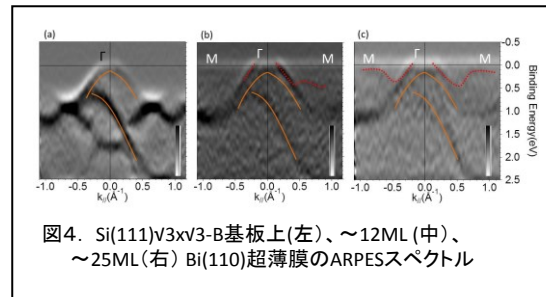 (a) (b) (c)
Γ
M Γ M
M Γ M
-0.5
0.0
0.5
1.0
1.5
2.0
2.5
Binding Energy(eV)
-1.0 -0.5 0.0 0.5 1.0
-1.0 -0.5 0.0 0.5 1.0
-1.0 -0.5 0.0 0.5 1.0
k//(Å⁻¹) k//(Å⁻¹) k//(Å⁻¹)
図4．Si(111)√3x√3-B基板上(左)、～12ML (中)、
～25ML(右) Bi(110)超薄膜のARPESスペクトル